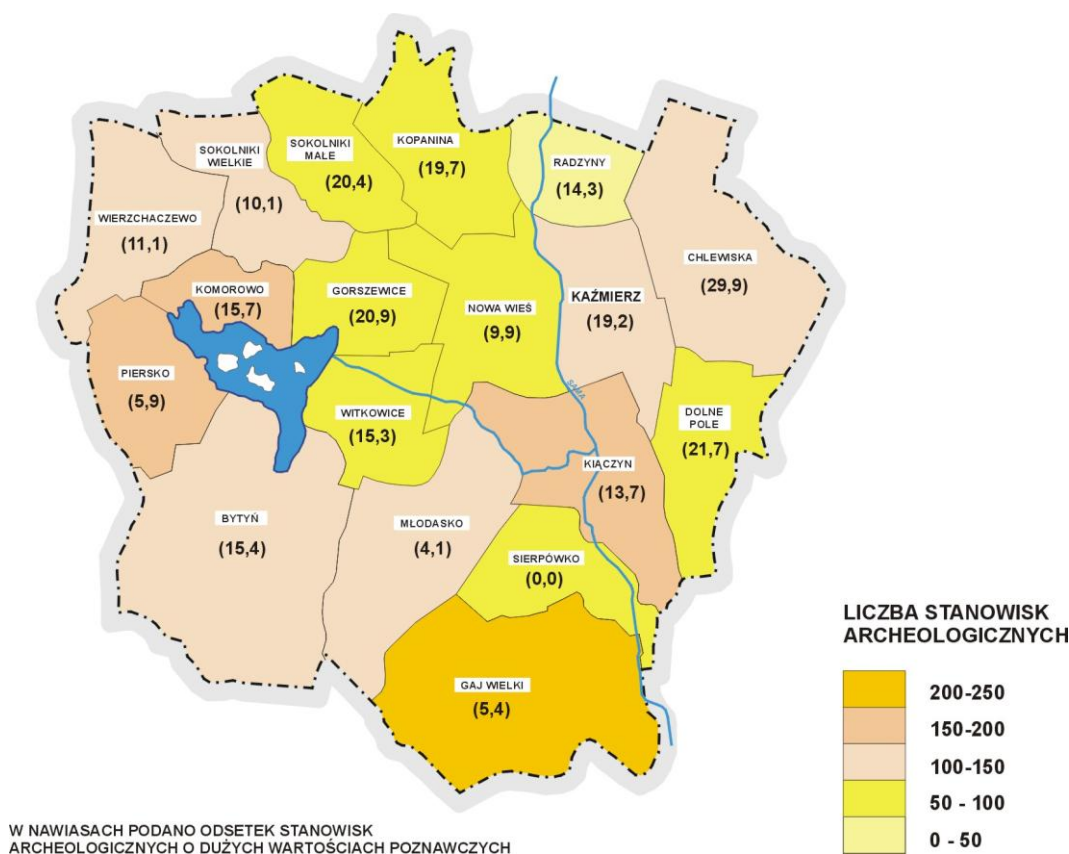 SOKOLNIKI
WIELKIE
(10,1)
SOKOLNIKI
MAŁE
(20,4)
KOPANINA
(19,7)
RADZYNY
(14,3)
WIERZCHACZEWO
(11,1)
CHLEWISKA
(29,9)
KOMOROWO
(15,7)
GORSZEWICE
(20,9)
NOWA WIEŚ
(9,9)
KAŹMIERZ
(19,2)
PIERSKO
(5,9)
WITKOWICE
(15,3)
SAMA
DOLNE
POLE
(21,7)
KIĄCZYN
(13,7)
BYTYŃ
(15,4)
MŁODASKO
(4,1)
SIERPÓWKO
(0,0)
GAJ WIELKI
(5,4)
LICZBA STANOWISK
ARCHEOLOGICZNYCH
200-250
150-200
100-150
50 - 100
0 - 50
W NAWIASACH PODANO ODSETEK STANOWISK
ARCHEOLOGICZNYCH O DUŻYCH WARTOŚCIACH POZNAWCZYCH